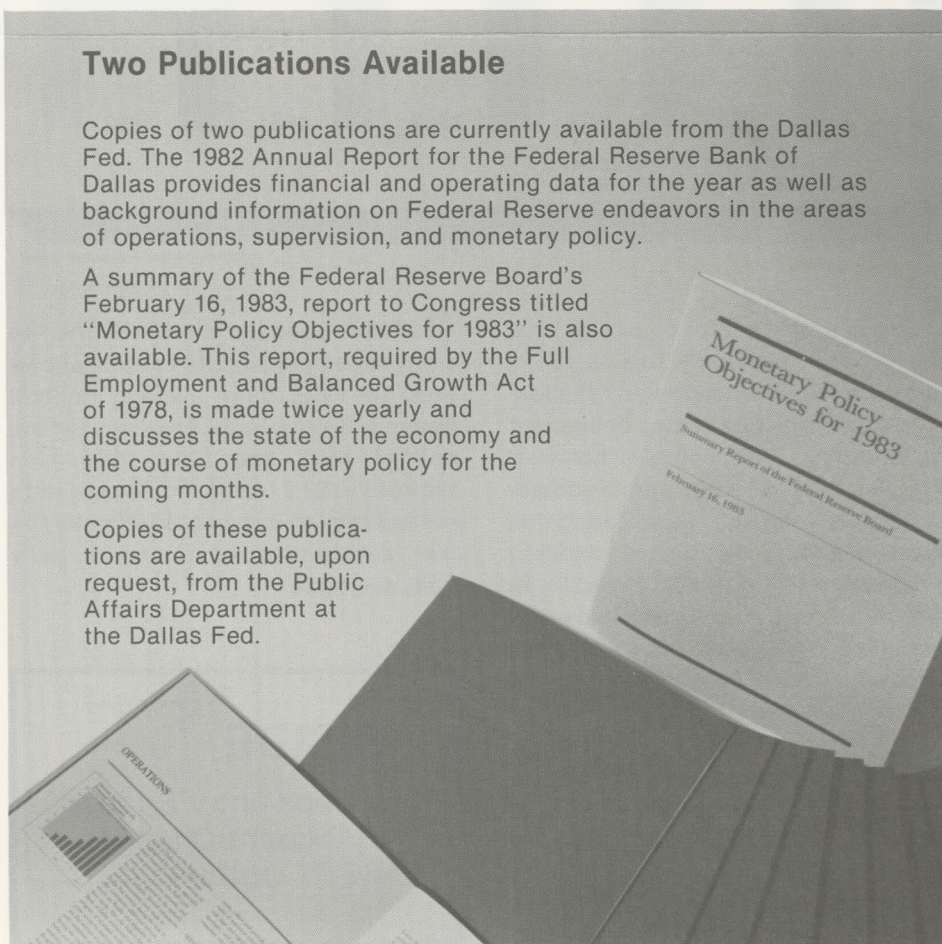 Two Publications Available
Copies of two publications are currently available from the Dallas
Fed. The 1982 Annual Report for the Federal Reserve Bank of
Dallas provides financial and operating data for the year as well as
background information on Federal Reserve endeavors in the areas
of operations, supervision, and monetary policy.
A summary of the Federal Reserve Board's
February 16, 1983, report to Congress titled
“Monetary Policy Objectives for 1983” is also
available. This report, required by the Full
Employment and Balanced Growth Act
of 1978, is made twice yearly and
discusses the state of the economy and
the course of monetary policy for the
coming months.
Copies of these publica-
tions are available, upon
request, from the Public
Affairs Department at
the Dallas Fed.
Monetary Policy
Objectives for 1983
Summary Report of the Federal Reserve Board
February 16, 1983
OPERATIONS